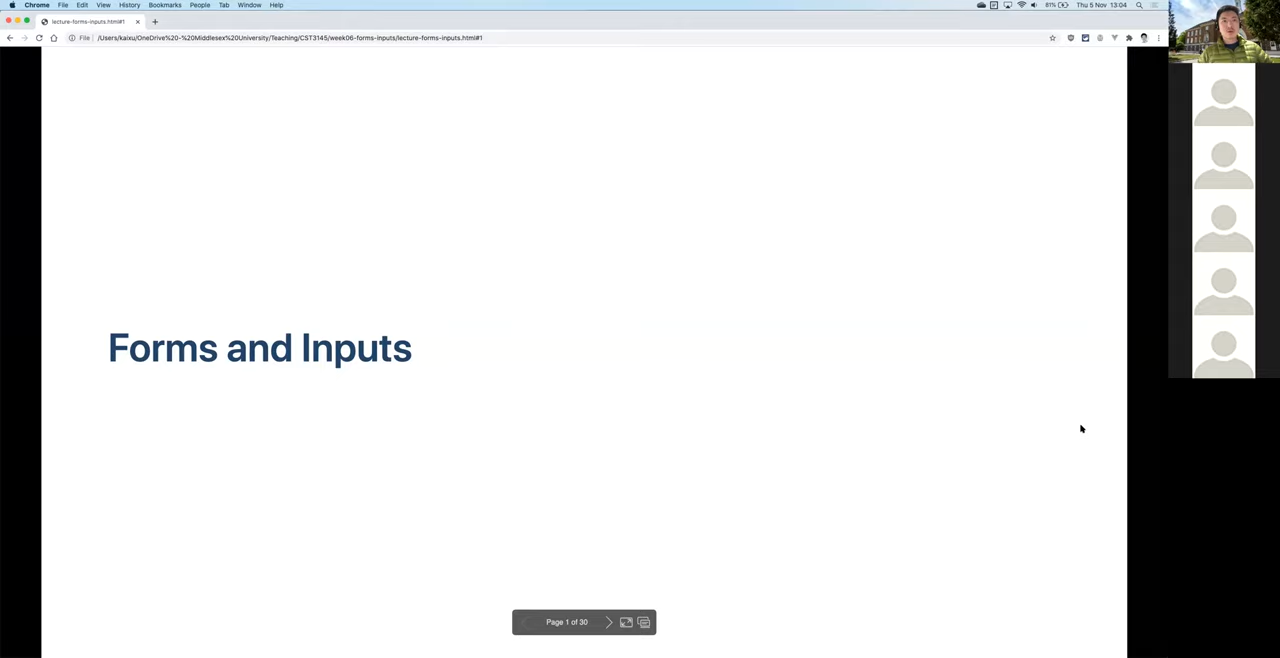 Chrome File Edit View History Bookmarks People Tab Window Help
81% Thu 5 Nov 13:04
lecture-forms-inputs.html#1
File /Users/kaixu/OneDrive%20-%20Middlesex%20University/Teaching/CST3145/week06-forms-inputs/lecture-forms-inputs.html#1
Forms and Inputs
Page 1 of 30